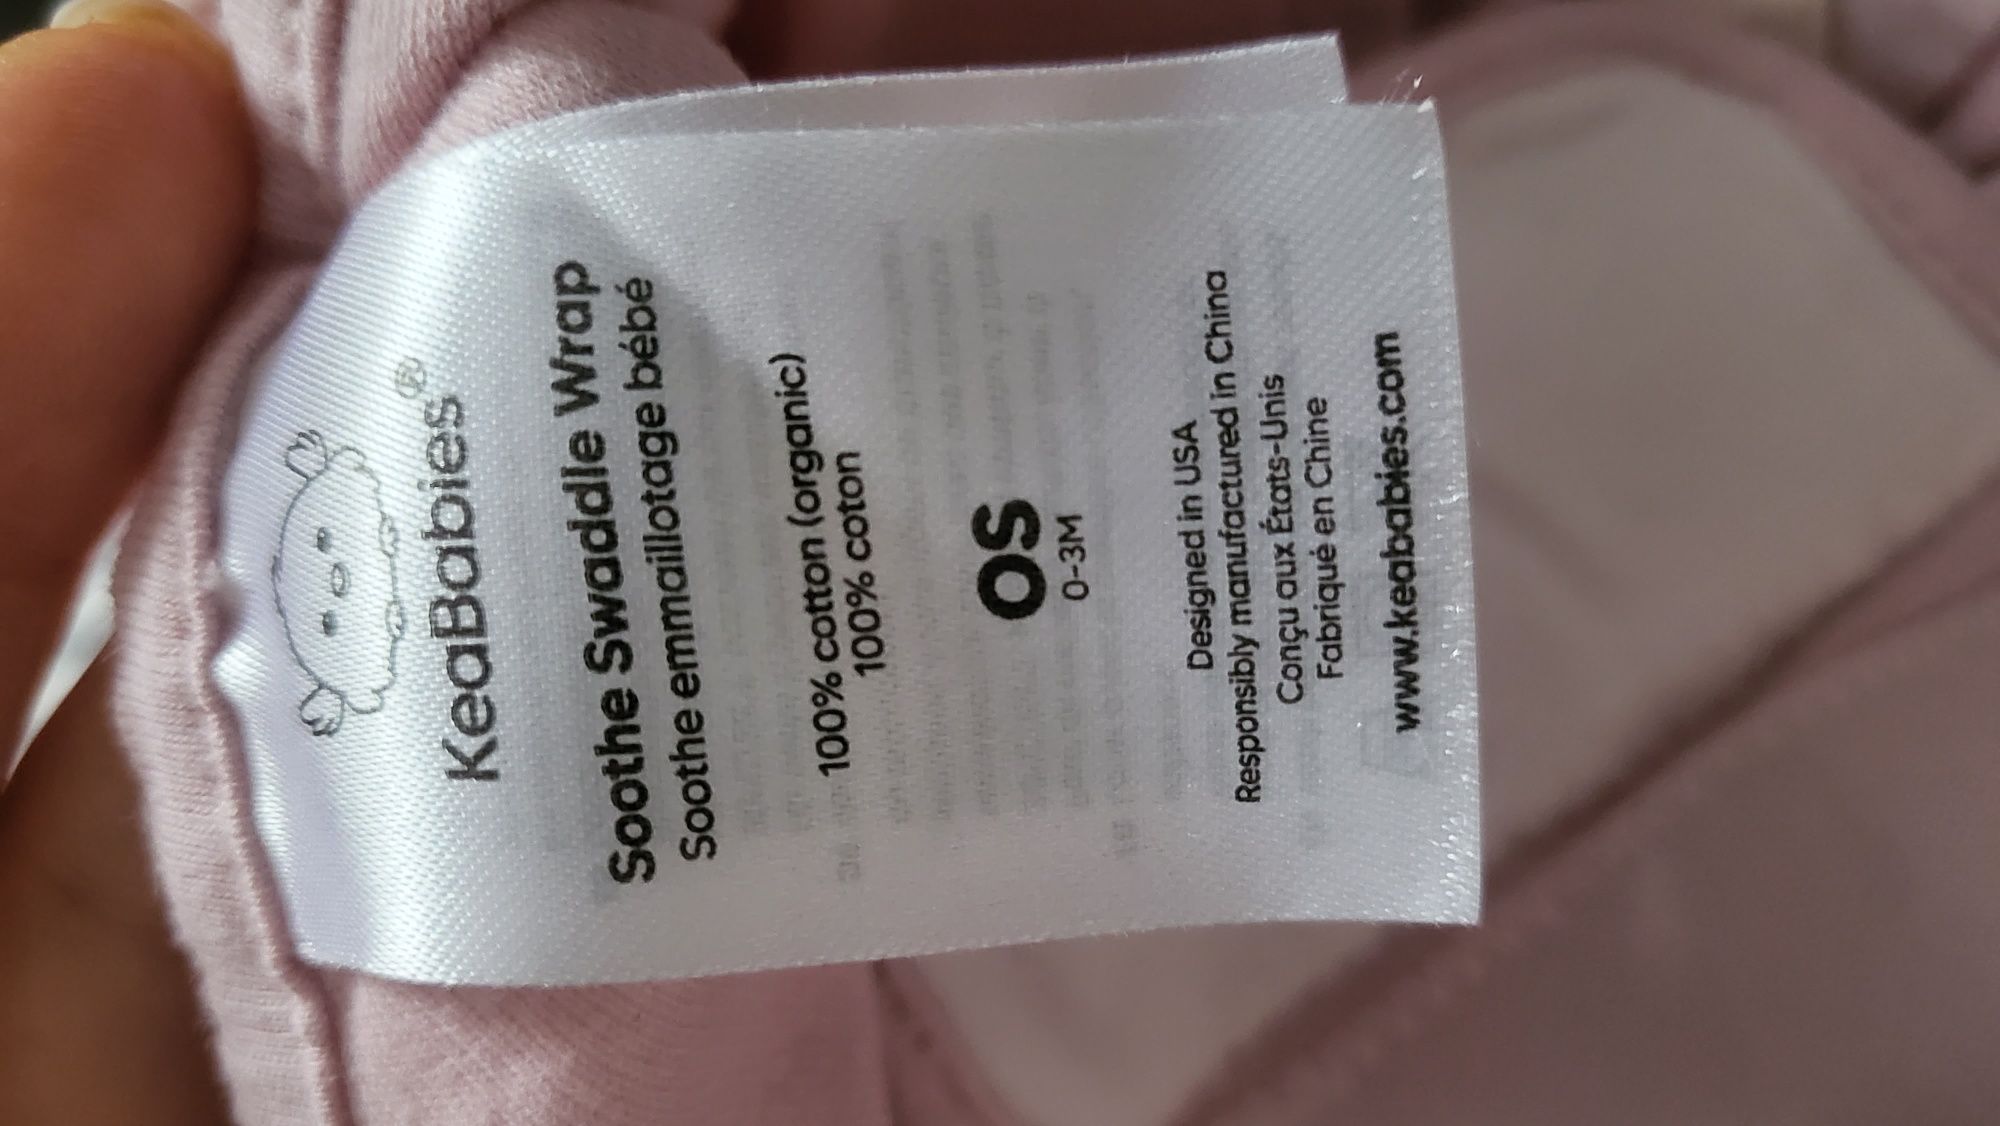 KeaBabies®
Soothe Swaddle Wrap
Soothe emmaillotage bébé
100% cotton (organic)
100% coton
OS
0-3M
Designed in USA
Responsibly manufactured in China
Conçu aux États-Unis
Fabriqué en Chine
www.keababies.com